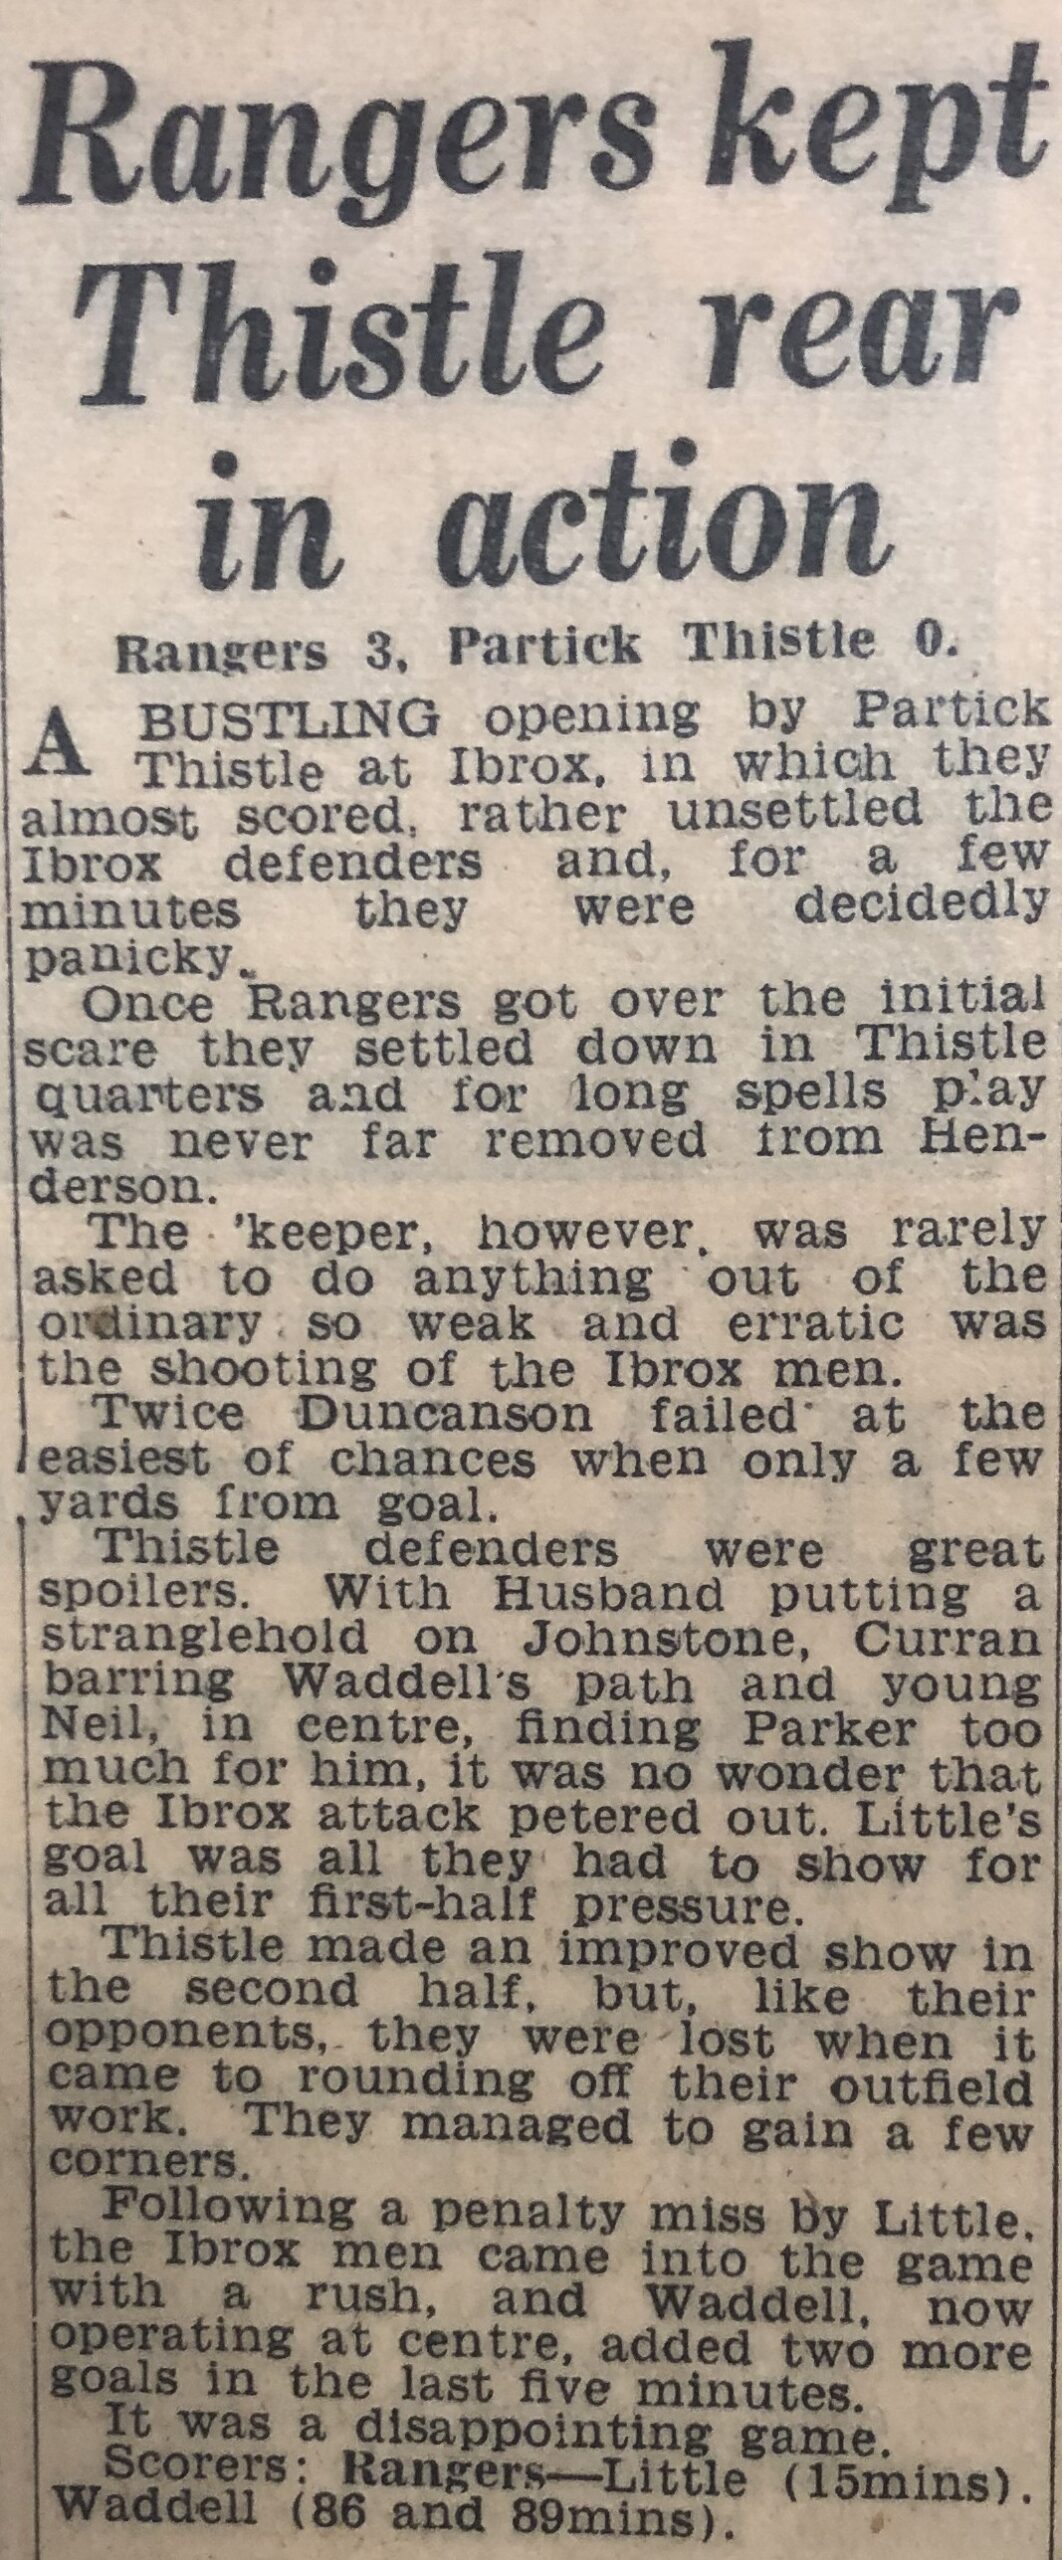 Rangers kept
Thistle rear
in action
Rangers 3, Partick Thistle 0.
A BUSTLING opening by Partick
Thistle at Ibrox, in which they
almost scored, rather unsettled the
Ibrox defenders and, for a few
minutes they were decidedly
panicky.
Once Rangers got over the initial
scare they settled down in Thistle
quarters and for long spells play
was never far removed from Hen-
derson.
The 'keeper, however, was rarely
asked to do anything out of the
ordinary so weak and erratic was
the shooting of the Ibrox men.
Twice Duncanson failed at the
easiest of chances when only a few
yards from goal.
Thistle defenders were great
spoilers. With Husband putting a
stranglehold on Johnstone, Curran
barring Waddell's path and young
Neil, in centre, finding Parker too
much for him, it was no wonder that
the Ibrox attack petered out. Little's
goal was all they had to show for
all their first-half pressure.
Thistle made an improved show in
the second half, but, like their
opponents, they were lost when it
came to rounding off their outfield
work. They managed to gain a few
corners.
Following a penalty miss by Little,
the Ibrox men came into the game
with a rush, and Waddell, now
operating at centre, added two more
goals in the last five minutes.
It was a disappointing game.
Scorers: Rangers—Little (15mins).
Waddell (86 and 89mins).